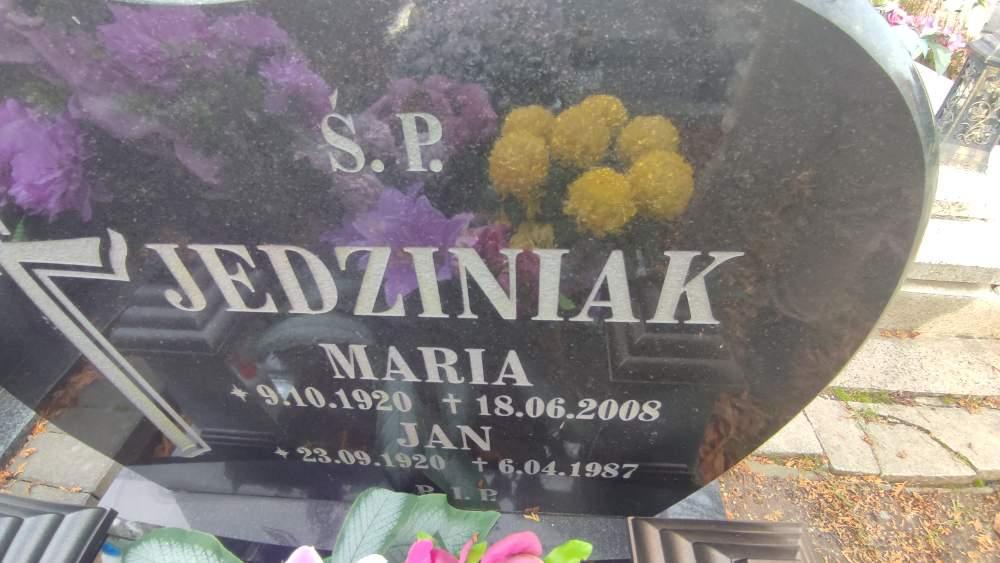 Ś. P.
JEDZINIAK
MARIA
* 9.10.1920 † 18.06.2008
JAN
* 23.09.1920 † 6.04.1987
R.I.P.